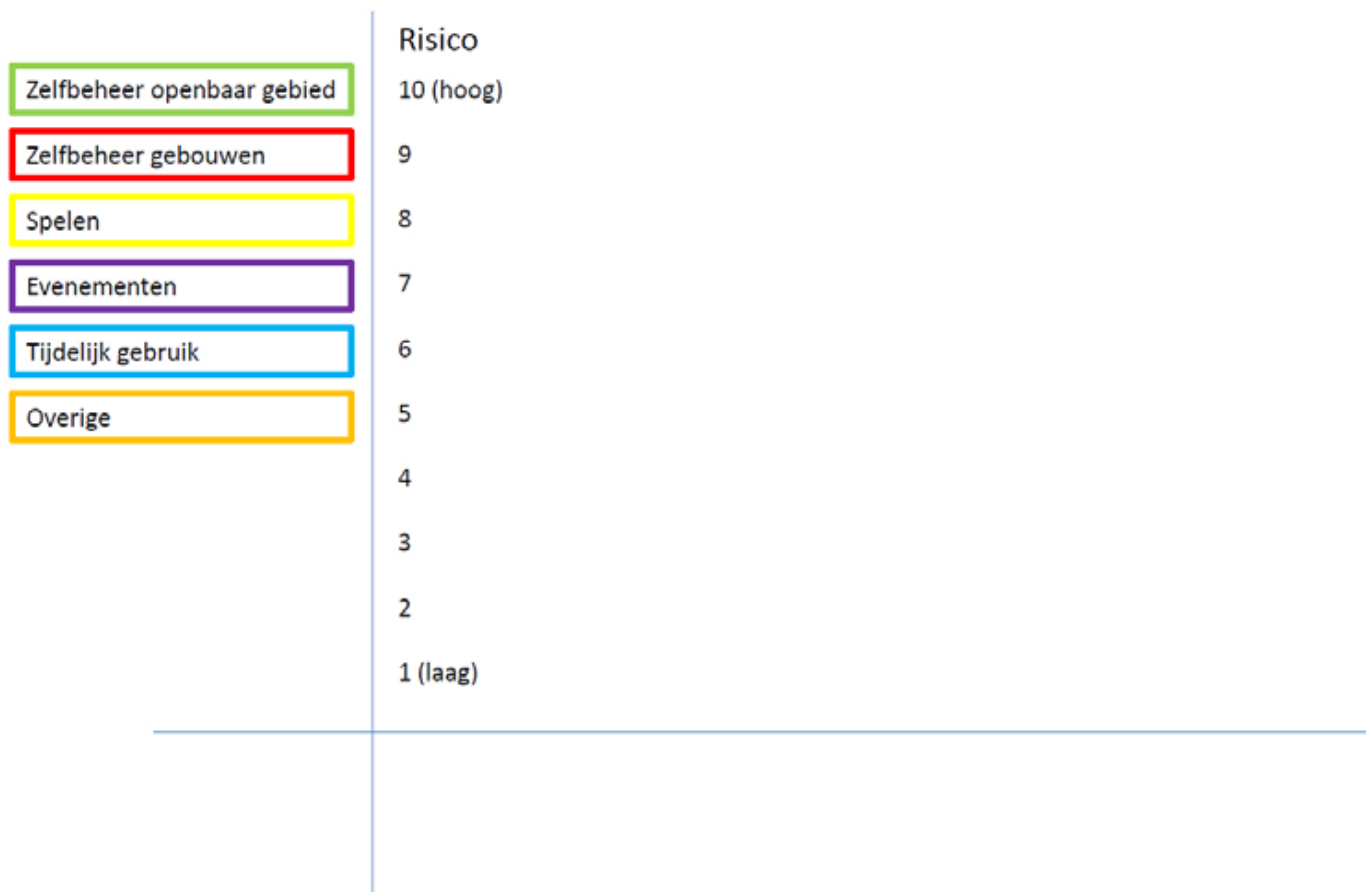 Risico
Zelfbeheer openbaar gebied
10 (hoog)
Zelfbeheer gebouwen
9
Spelen
8
Evenementen
7
Tijdelijk gebruik
6
Overige
5
4
3
2
1 (laag)